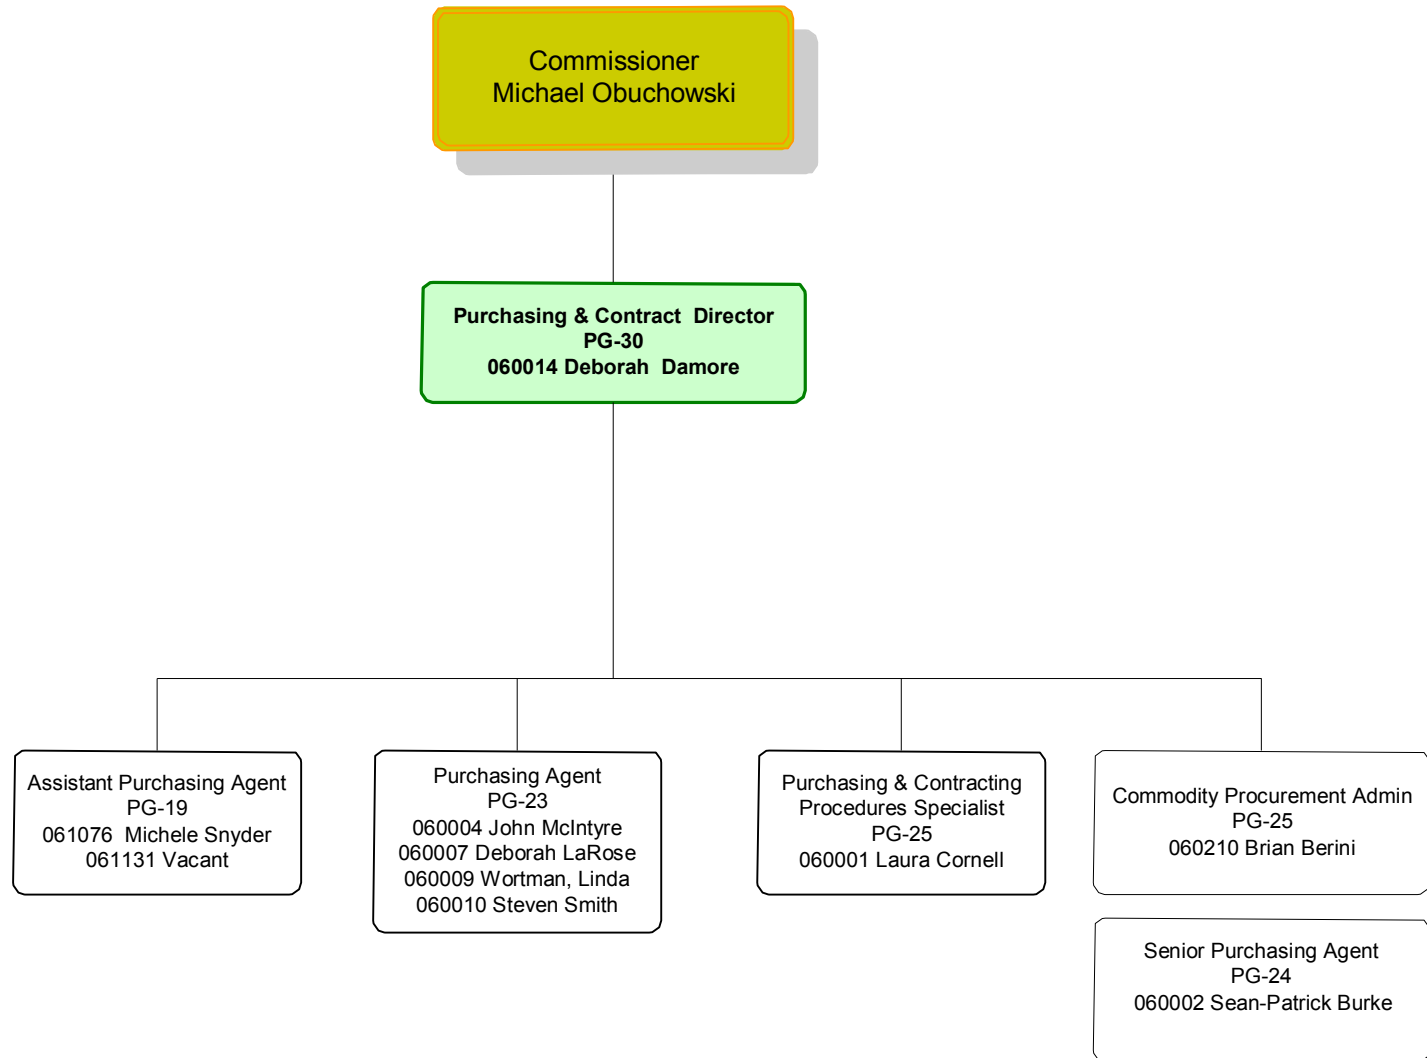 Commissioner
Michael Obuchowski
Purchasing & Contract Director
PG-30
060014 Deborah Damore
Assistant Purchasing Agent
PG-19
061076 Michele Snyder
061131 Vacant
Purchasing Agent
PG-23
060004 John McIntyre
060007 Deborah LaRose
060009 Wortman, Linda
060010 Steven Smith
Purchasing & Contracting
Procedures Specialist
PG-25
060001 Laura Cornell
Commodity Procurement Admin
PG-25
060210 Brian Berini
Senior Purchasing Agent
PG-24
060002 Sean-Patrick Burke